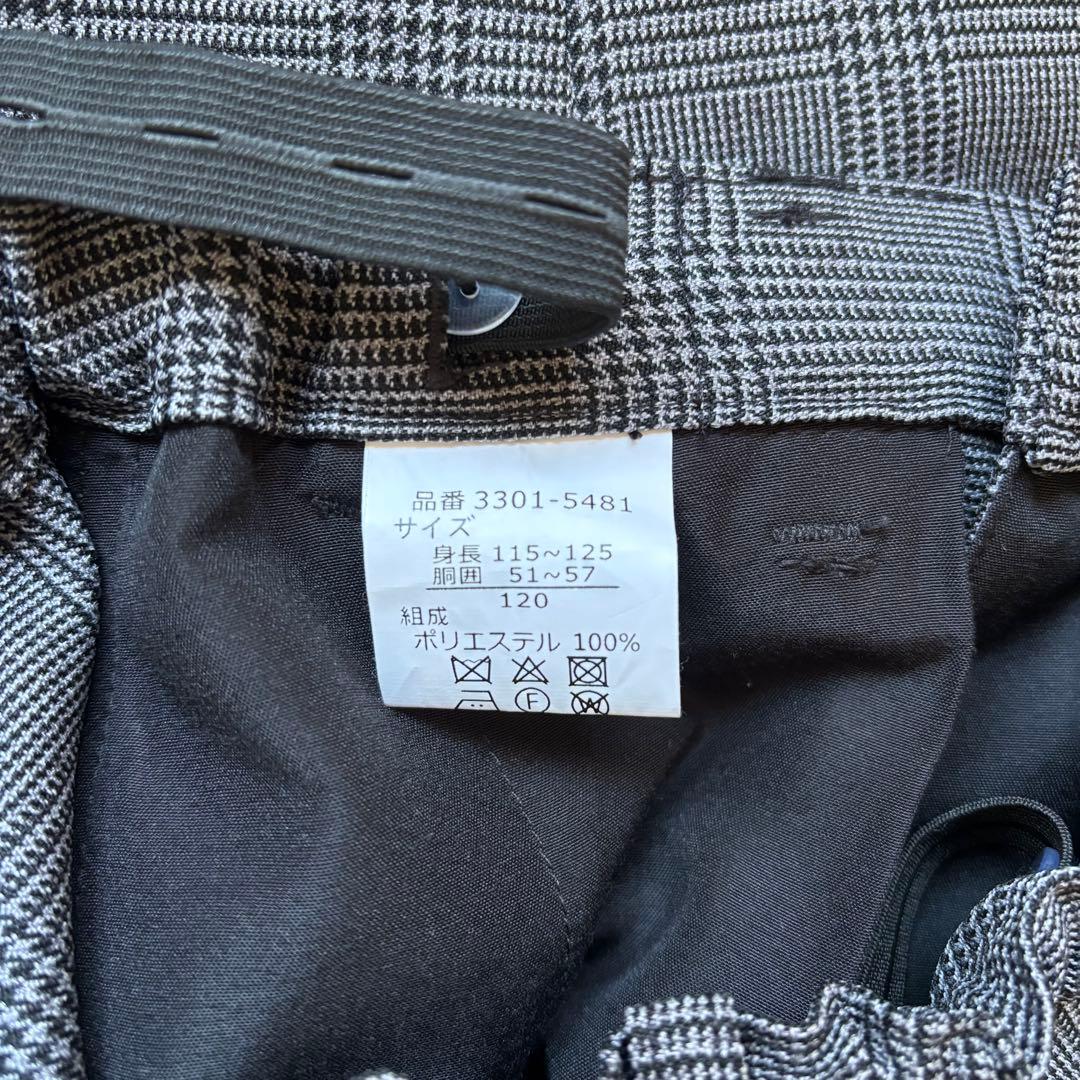 品番 3301-5481
サイズ
身長 115~125
胴囲 51~57
120
組成
ポリエステル 100%
F
W